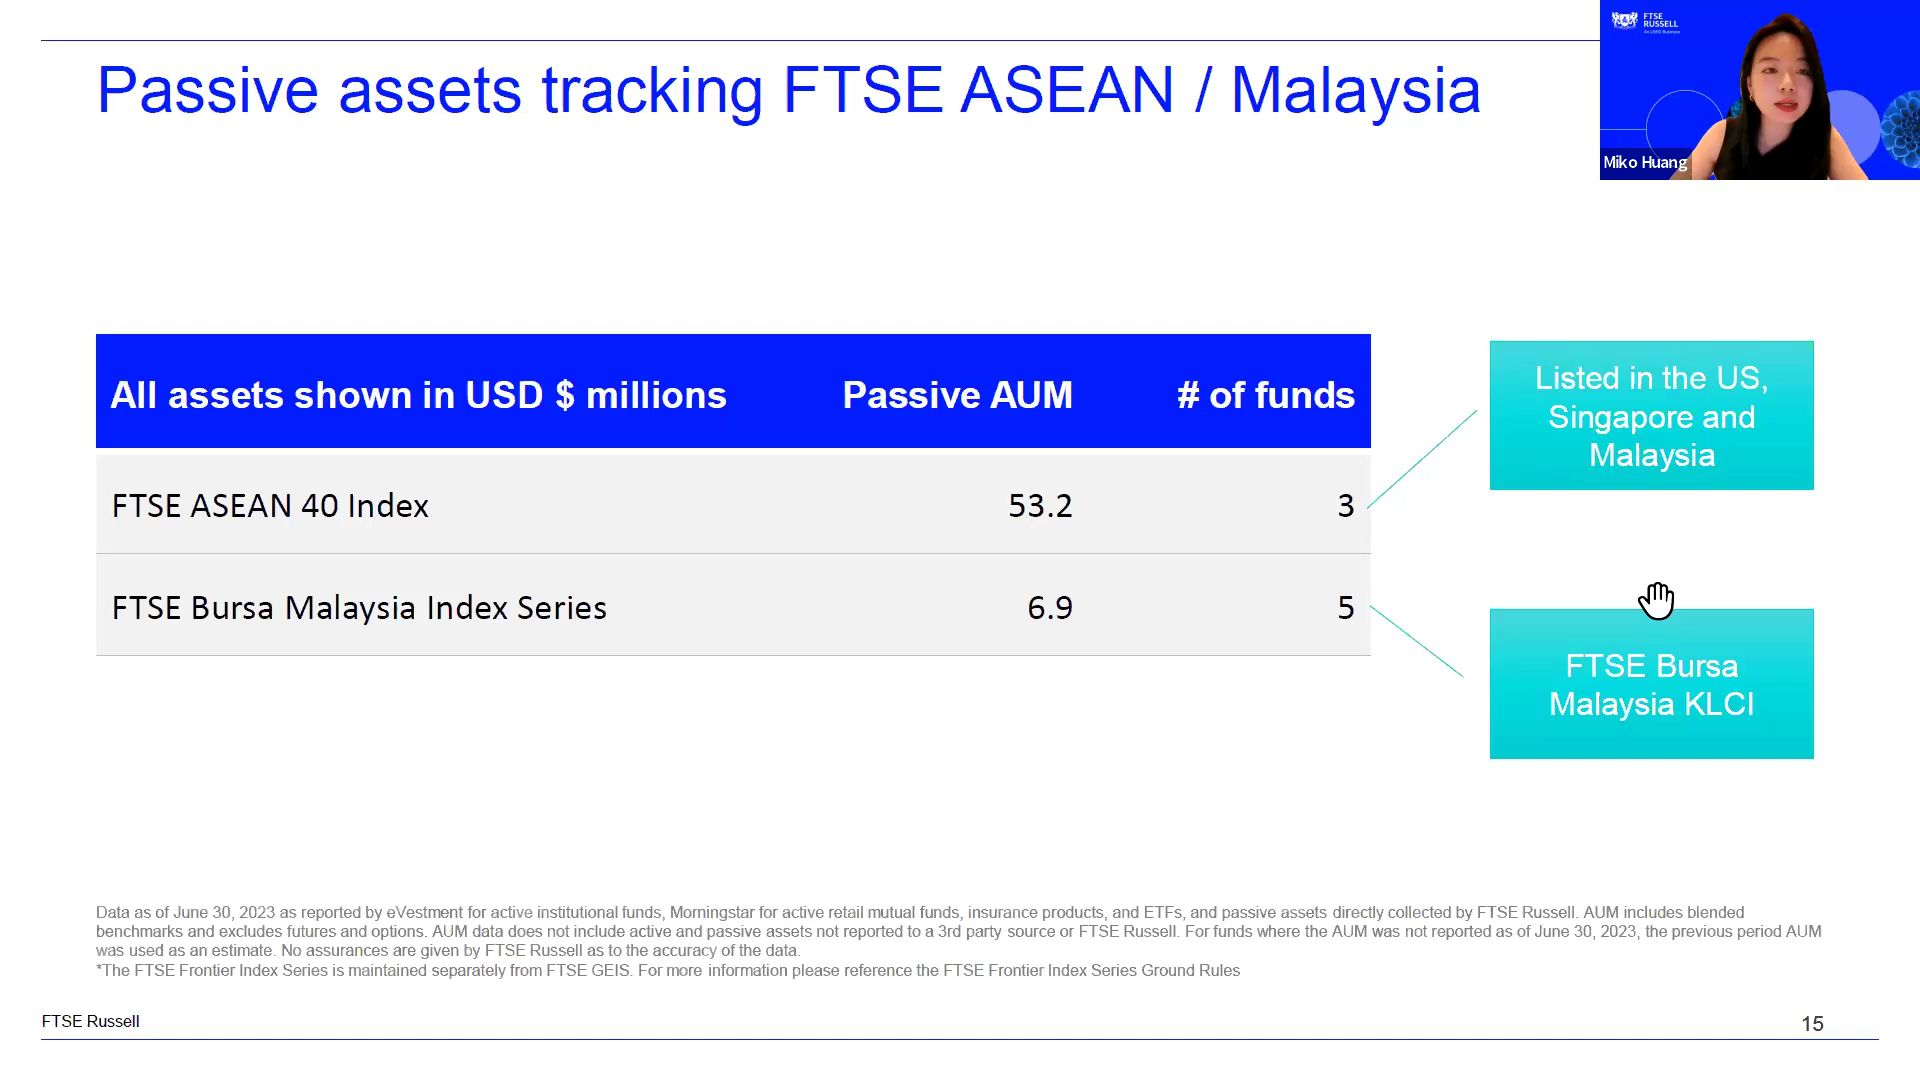 Passive assets tracking FTSE ASEAN / Malaysia
FTSE
RUSSELL
An LSEG Business
Miko Huang
All assets shown in USD $ millions Passive AUM # of funds
FTSE ASEAN 40 Index 53.2 3
FTSE Bursa Malaysia Index Series 6.9 5
Listed in the US,
Singapore and
Malaysia
FTSE Bursa
Malaysia KLCI
Data as of June 30, 2023 as reported by eVestment for active institutional funds, Morningstar for active retail mutual funds, insurance products, and ETFs, and passive assets directly collected by FTSE Russell. AUM includes blended
benchmarks and excludes futures and options. AUM data does not include active and passive assets not reported to a 3rd party source or FTSE Russell. For funds where the AUM was not reported as of June 30, 2023, the previous period AUM
was used as an estimate. No assurances are given by FTSE Russell as to the accuracy of the data.
*The FTSE Frontier Index Series is maintained separately from FTSE GEIS. For more information please reference the FTSE Frontier Index Series Ground Rules
FTSE Russell
15